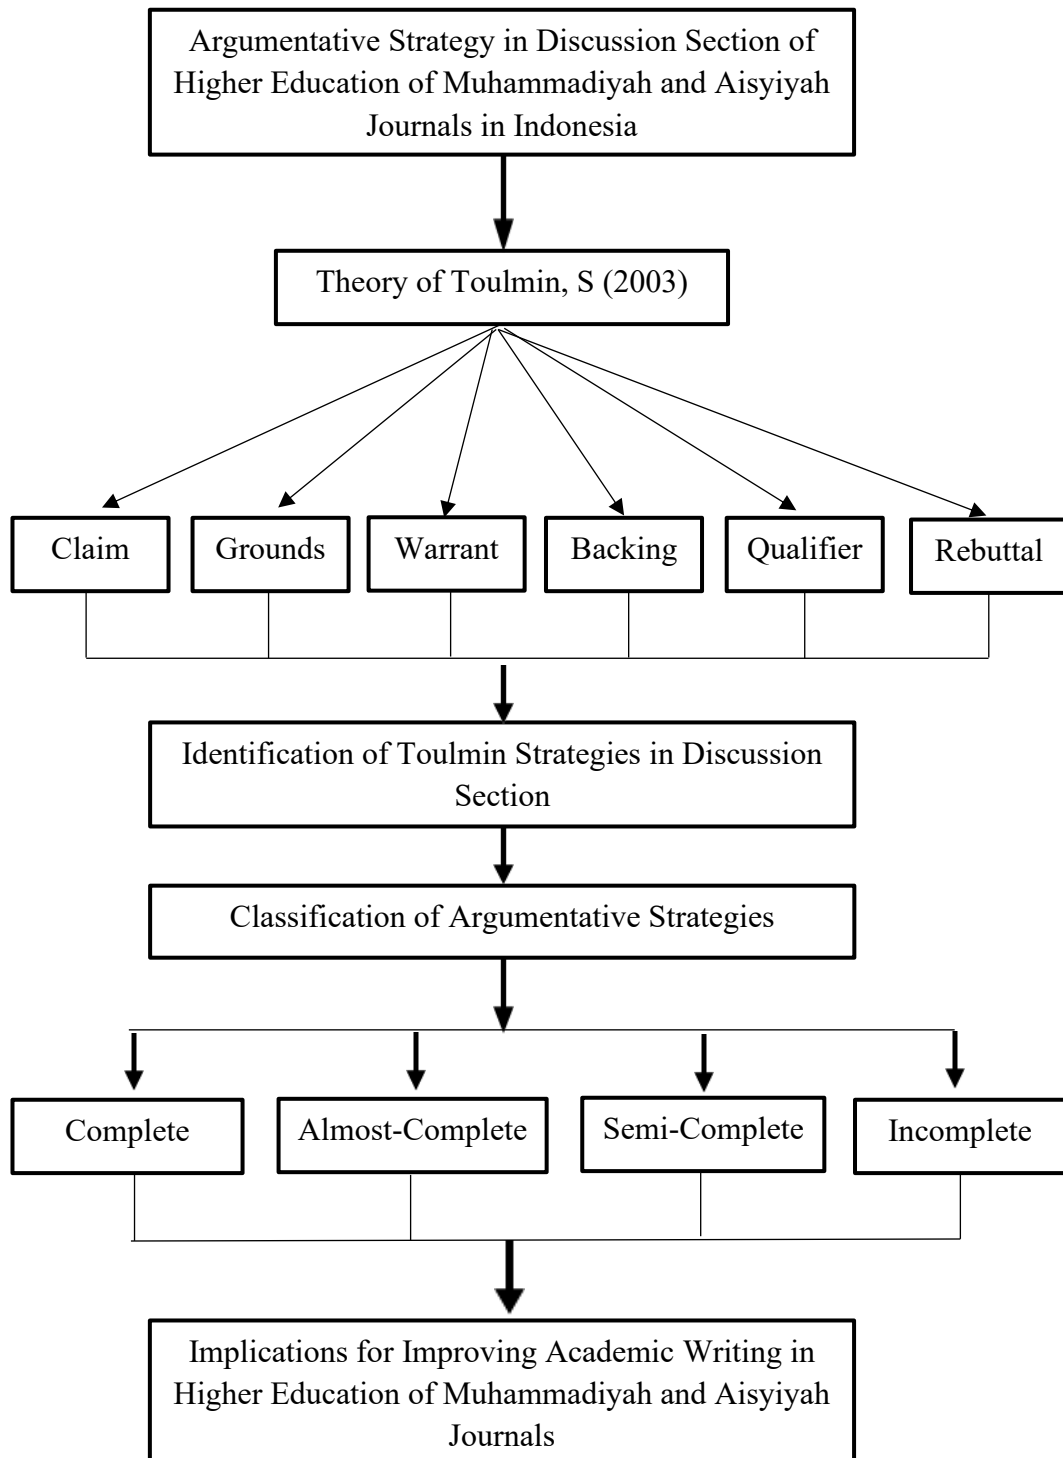 Argumentative Strategy in Discussion Section of
Higher Education of Muhammadiyah and Aisyiyah
Journals in Indonesia
Theory of Toulmin, S (2003)
Claim
Grounds
Warrant
Backing
Qualifier
Rebuttal
Identification of Toulmin Strategies in Discussion
Section
Classification of Argumentative Strategies
Complete
Almost-Complete
Semi-Complete
Incomplete
Implications for Improving Academic Writing in
Higher Education of Muhammadiyah and Aisyiyah
Journals